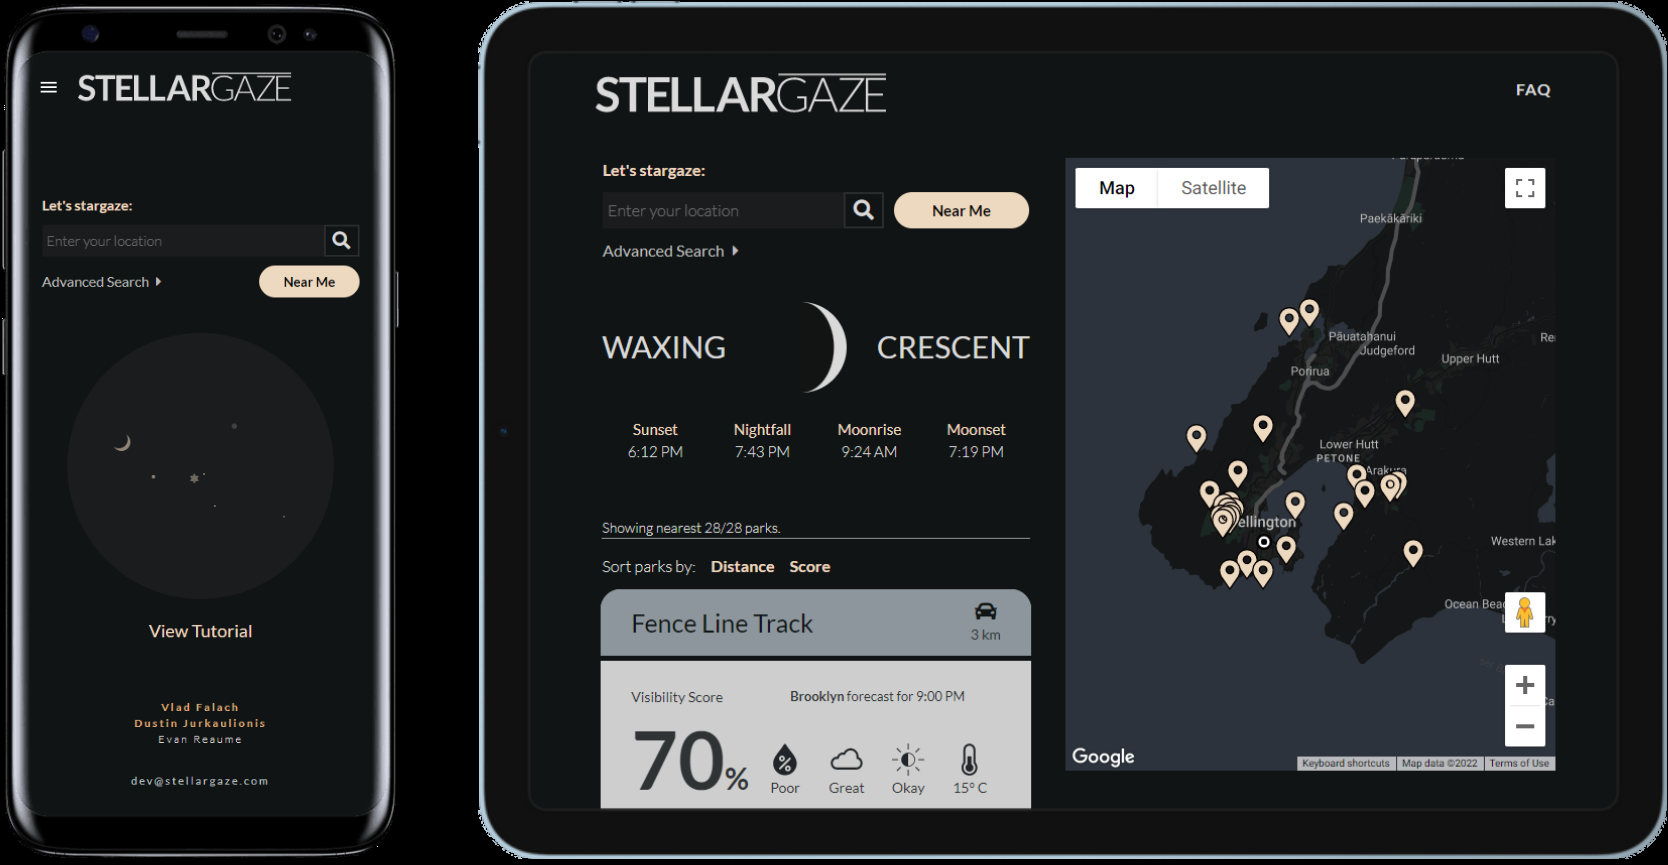 STELLARGAZE
Let's stargaze:
Enter your location
Advanced Search
Near Me
View Tutorial
Vlad Falach
Dustin Jurkaulionis
Evan Reaume
dev@stellargaze.com
STELLARGAZE
FAQ
Let's stargaze:
Enter your location
Near Me
Advanced Search
WAXING CRESCENT
Sunset Nightfall Moonrise Moonset
6:12 PM 7:43 PM 9:24 AM 7:19 PM
Showing nearest 28/28 parks.
Sort parks by: Distance Score
Fence Line Track
3 km
Visibility Score
Brooklyn forecast for 9:00 PM
70%
Poor Great Okay 15° C
Map Satellite
Paekākāriki
Pāuatahanui
Judgeford
Upper Hutt
Porirua
Lower Hutt
PETONE
Arakura
ellington
Western Lak
Ocean Beac
Google
Keyboard shortcuts Map data ©2022 Terms of Use